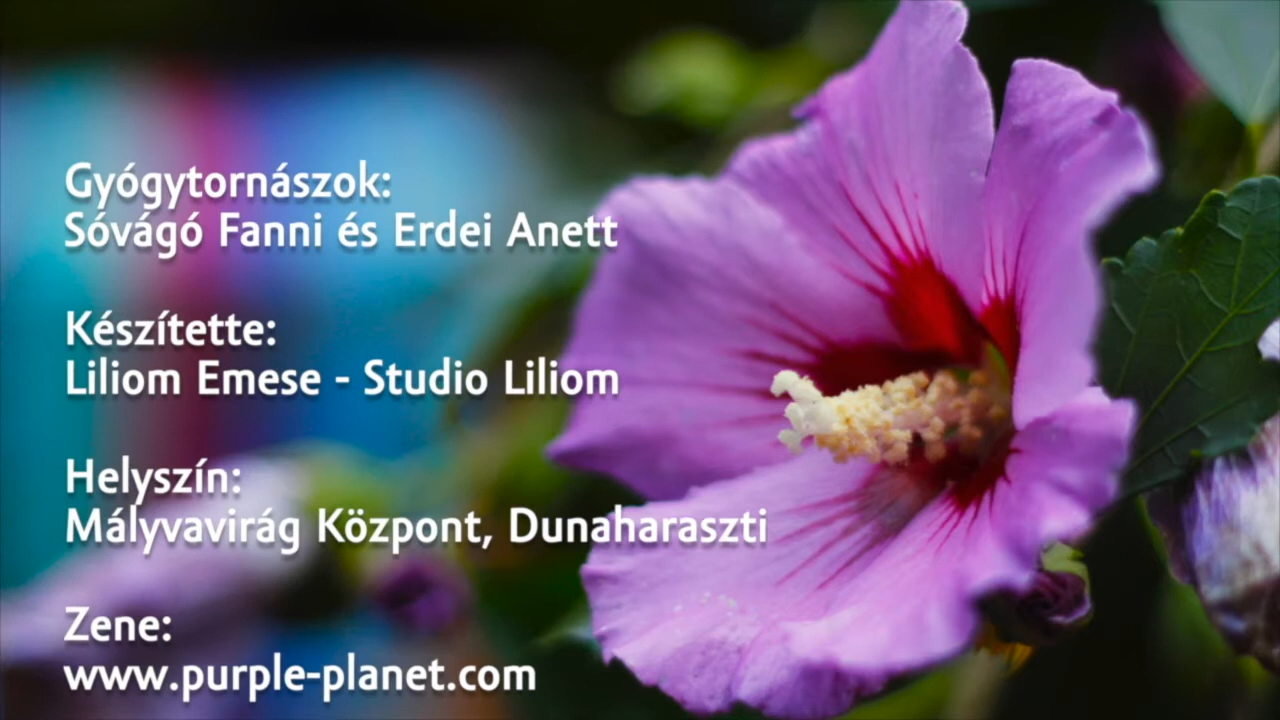 Gyógytornászok:
Sóvágó Fanni és Erdei Anett
Készítette:
Liliom Emese - Studio Liliom
Helyszín:
Mályvavirág Központ, Dunaharaszti
Zene:
www.purple-planet.com